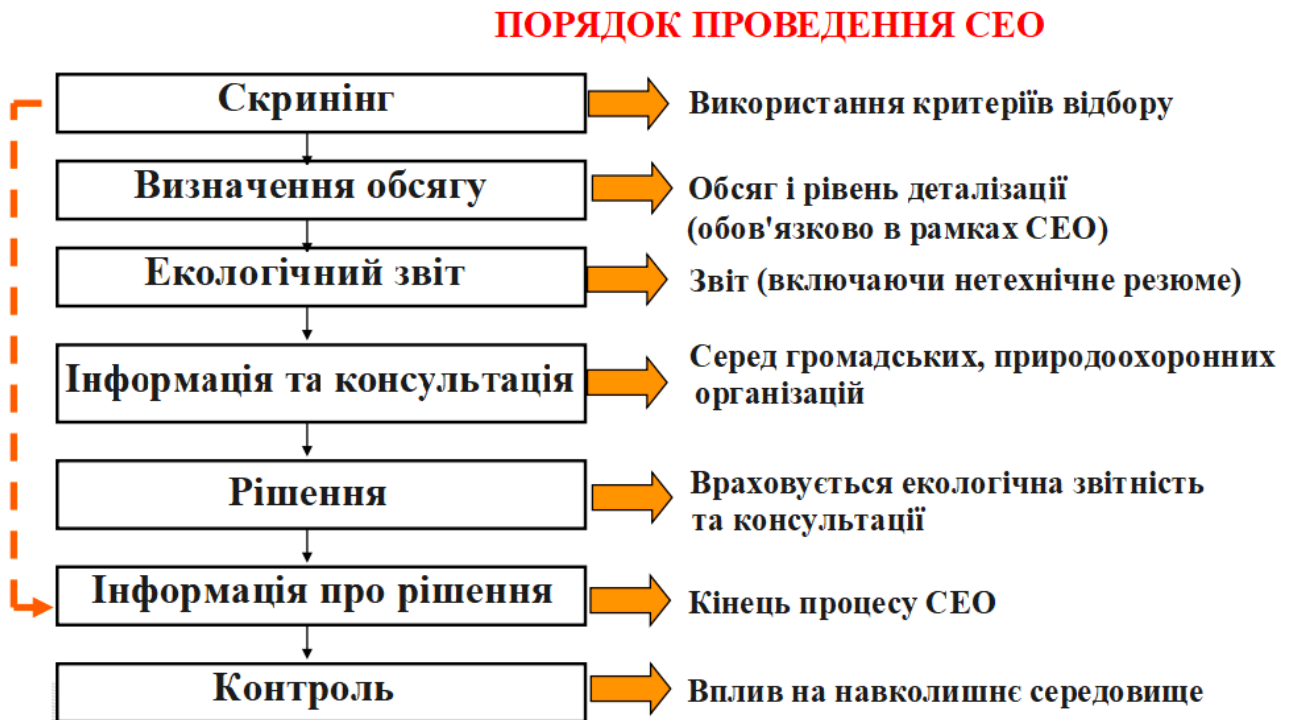 ПОРЯДОК ПРОВЕДЕННЯ СЕО
Скринінг
Використання критеріїв відбору
Визначення обсягу
Обсяг і рівень деталізації
(обов'язково в рамках СЕО)
Екологічний звіт
Звіт (включаючи нетехнічне резюме)
Інформація та консультація
Серед громадських, природоохоронних
організацій
Рішення
Враховується екологічна звітність
та консультації
Інформація про рішення
Кінець процесу СЕО
Контроль
Вплив на навколишнє середовище